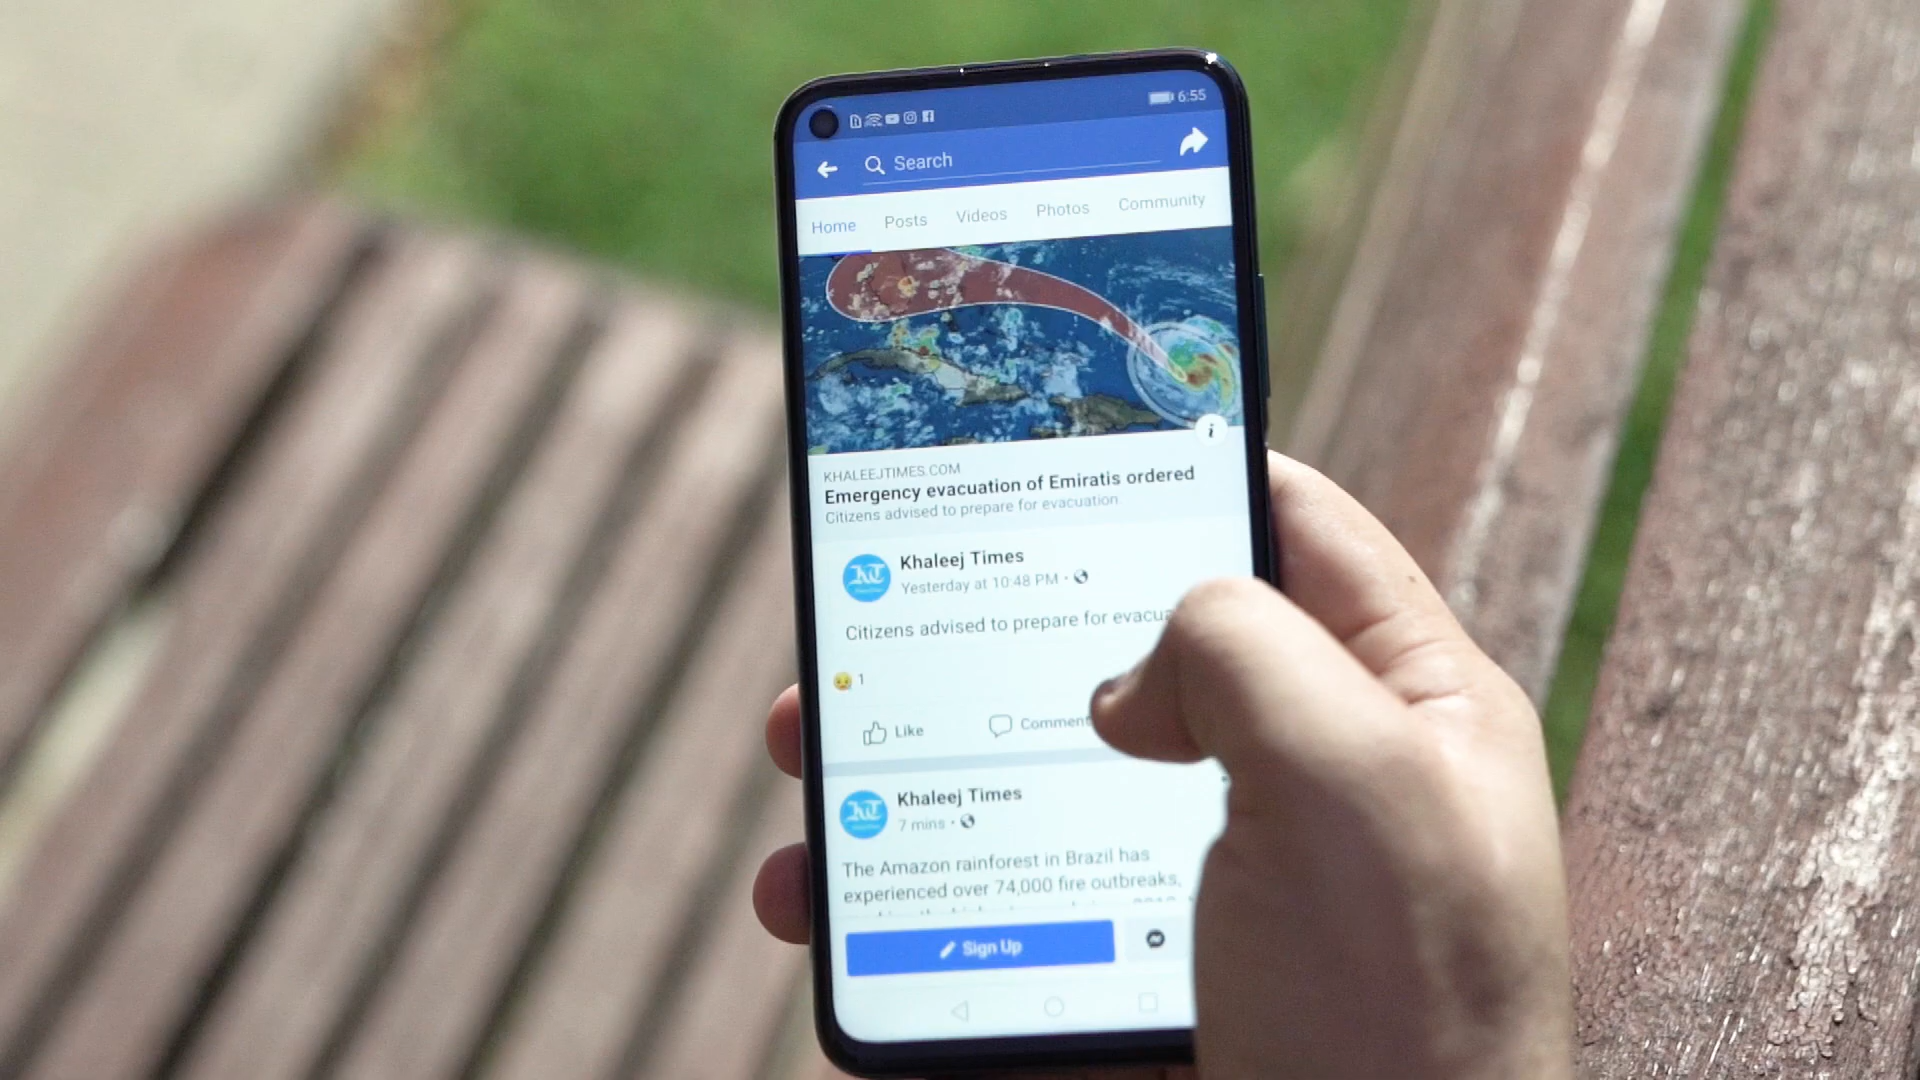 6:55
Search
Home Posts Videos Photos Community
KHALEEJTIMES.COM
Emergency evacuation of Emiratis ordered
Citizens advised to prepare for evacuation.
Khaleej Times
Yesterday at 10:48 PM ·
Citizens advised to prepare for evacua
1
Like Comment
Khaleej Times
7 mins ·
The Amazon rainforest in Brazil has
experienced over 74,000 fire outbreaks,
Sign Up